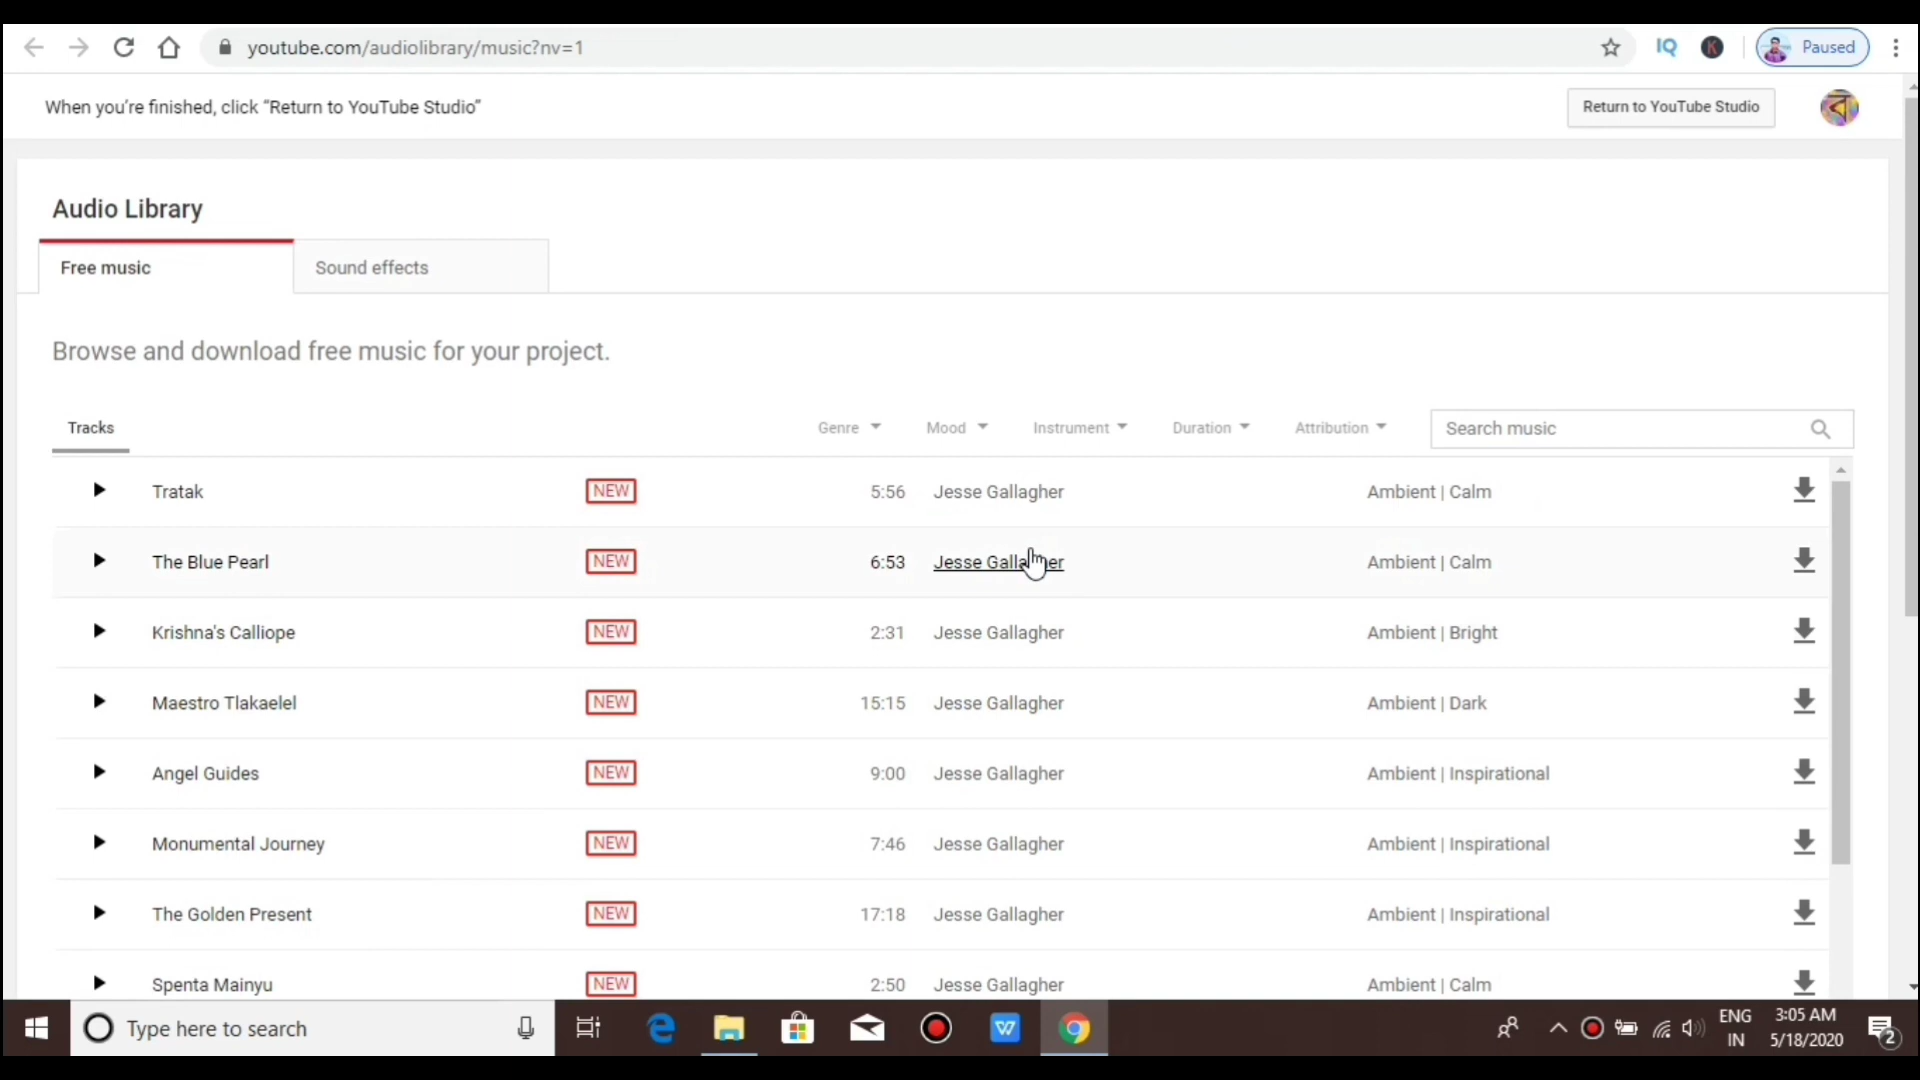 youtube.com/audiolibrary/music?nv=1
IQ
K
Paused
When you're finished, click “Return to YouTube Studio”
Return to YouTube Studio
ব
Audio Library
Free music
Sound effects
Browse and download free music for your project.
Tracks
Genre
Mood
Instrument
Duration
Attribution
Search music
Tratak NEW 5:56 Jesse Gallagher Ambient | Calm
The Blue Pearl NEW 6:53 Jesse Gallagher Ambient | Calm
Krishna's Calliope NEW 2:31 Jesse Gallagher Ambient | Bright
Maestro Tlakaelel NEW 15:15 Jesse Gallagher Ambient | Dark
Angel Guides NEW 9:00 Jesse Gallagher Ambient | Inspirational
Monumental Journey NEW 7:46 Jesse Gallagher Ambient | Inspirational
The Golden Present NEW 17:18 Jesse Gallagher Ambient | Inspirational
Spenta Mainyu NEW 2:50 Jesse Gallagher Ambient | Calm
Type here to search
W
ENG
IN
3:05 AM
5/18/2020
2